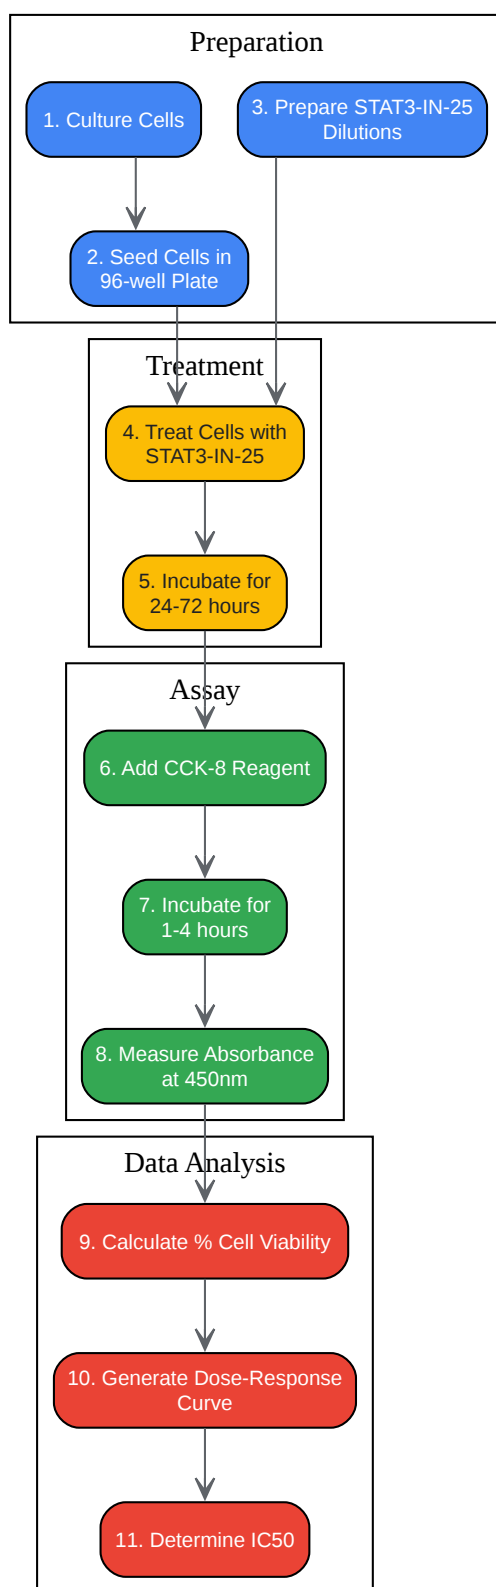 Preparation
1. Culture Cells
3. Prepare STAT3-IN-25
Dilutions
2. Seed Cells in
96-well Plate
Treatment
4. Treat Cells with
STAT3-IN-25
5. Incubate for
24-72 hours
Assay
6. Add CCK-8 Reagent
7. Incubate for
1-4 hours
8. Measure Absorbance
at 450nm
Data Analysis
9. Calculate % Cell Viability
10. Generate Dose-Response
Curve
11. Determine IC50